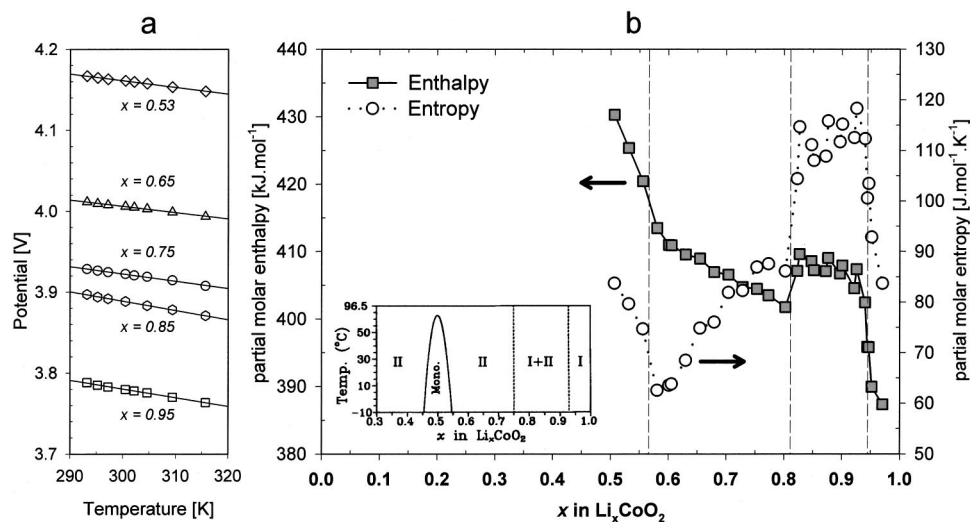 a
4.2
4.1
4.0
3.9
3.8
3.7
Potential [V]
x = 0.53
x = 0.65
x = 0.75
x = 0.85
x = 0.95
290
300
310
320
Temperature [K]
b
440
430
420
410
400
390
380
partial molar enthalpy [kJ.mol⁻¹]
Enthalpy
Entropy
130
120
110
100
90
80
70
60
50
partial molar entropy [J.mol⁻¹.K⁻¹]
0.0 0.1 0.2 0.3 0.4 0.5 0.6 0.7 0.8 0.9 1.0
x in LiₓCoO₂
96.5
70
50
30
10
-10
Temp. (°C)
II
Mono.
II
I+II
I
0.3 0.4 0.5 0.6 0.7 0.8 0.9 1.0
x in LiₓCoO₂